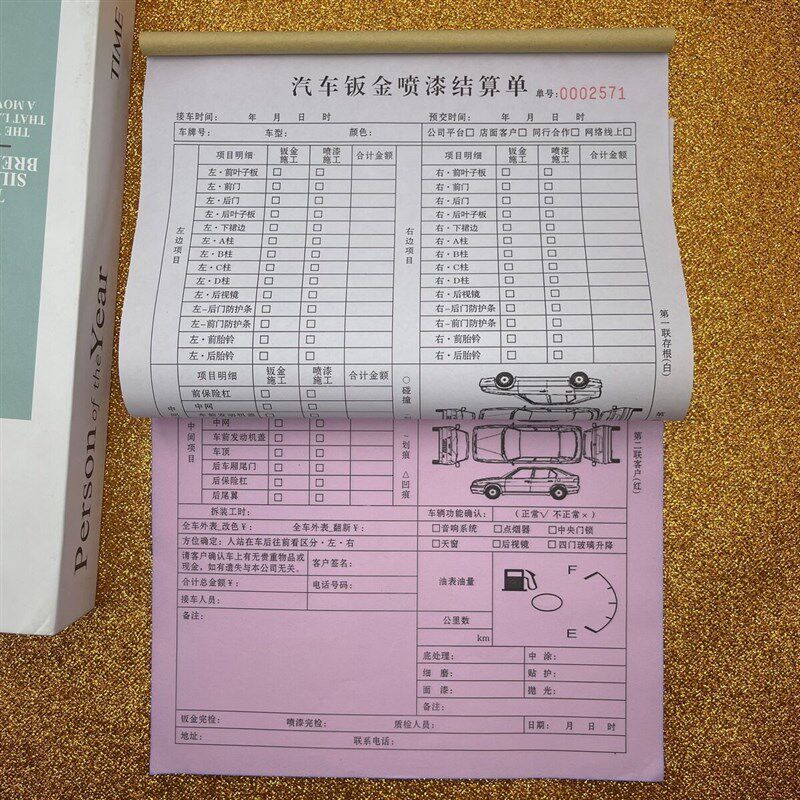 TIME
THE
THAT L
A MOV
SIL
BRE
Person of the Year
汽车钣金喷漆结算单 单号:0002571
接车时间: 年 月 日 时 预交时间: 年 月 日 时
车牌号: 车型: 颜色: 公司平台□ 店面客户□ 同行合作□ 网络线上□
左边项目
项目明细 钣金施工 喷漆施工 合计金额
左·前叶子板 □ □
左·前门 □ □
左·后门 □ □
左·后叶子板 □ □
左·下裙边 □ □
左·A柱 □ □
左·B柱 □ □
左·C柱 □ □
左·D柱 □ □
左·后视镜 □ □
左-后门防护条 □ □
左-前门防护条 □ □
左·前胎铃 □ □
左·后胎铃 □ □
右边项目
项目明细 钣金施工 喷漆施工 合计金额
右·前叶子板 □ □
右·前门 □ □
右·后门 □ □
右·后叶子板 □ □
右·下裙边 □ □
右·A柱 □ □
右·B柱 □ □
右·C柱 □ □
右·D柱 □ □
右·后视镜 □ □
右-后门防护条 □ □
右-前门防护条 □ □
右·前胎铃 □ □
右·后胎铃 □ □
第一联存根(白)
项目明细 钣金施工 喷漆施工 合计金额
前保险杠 □ □
中网 □ □
车前发动机盖
○碰撞
中间项目
中网 □ □
车前发动机盖 □ □
车顶 □ □
后车厢尾门 □ □
后保险杠 □ □
后尾翼 □ □
~划痕 △凹痕
第二联客户(红)
拆装工时:
车辆功能确认: (正常√ 不正常×)
全车外表_改色¥: 全车外表_翻新¥:
□音响系统 □点烟器 □中央门锁
方位确定: 人站在车后往前看区分·左·右
□天窗 □后视镜 □四门玻璃升降
请客户确认车上有无贵重物品或
现金, 如有遗失与本公司无关。
客户签名:
合计总金额¥: 电话号码:
接车人员:
油表油量 F E
公里数 km
备注:
底处理: 中 涂:
细 磨: 贴 护:
面 漆: 抛 光:
备注:
钣金完检: 喷漆完检: 质检人员: 日期: 月 日 时
地址: 联系电话: